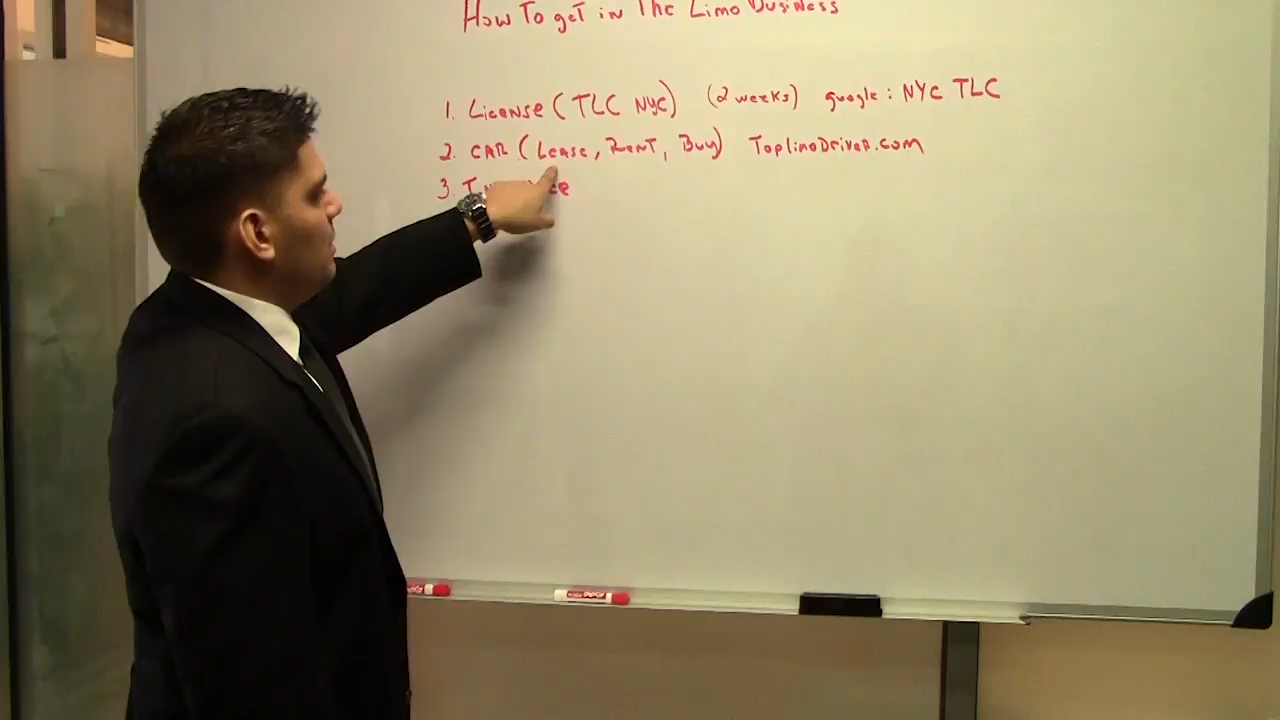 How To get in The Limo Business
1. License (TLC NYC) (2 weeks) google: NYC TLC
2. CAR (Lease, Rent, Buy) ToplimoDriver.com
3.